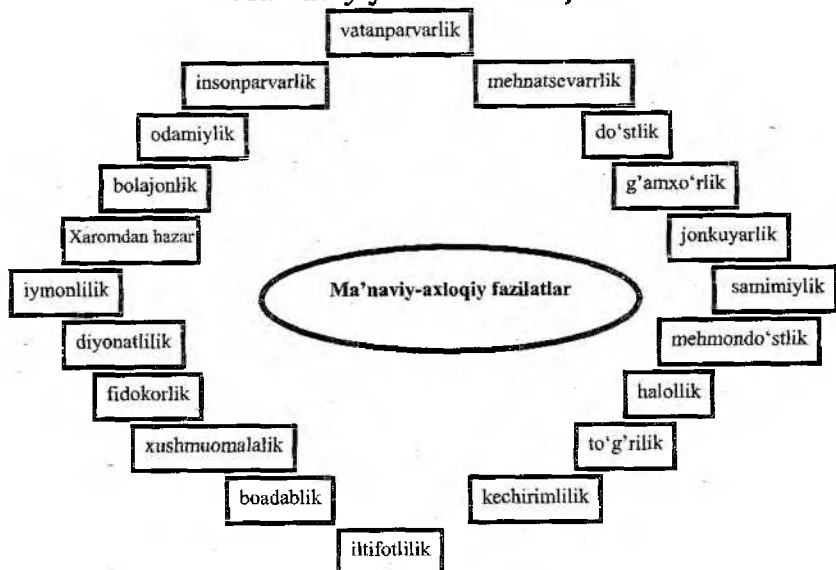 vatanparvarlik
insonparvarlik
mehnatsevarrlik
odamiylik
do‘stlik
bolajonlik
g’amxo‘rlik
Xaromdan hazar
jonkuyarlik
iymonlilik
Ma’naviy-axloqiy fazilatlar
samimiylik
diyonatlilik
mehmondo‘stlik
fidokorlik
halollik
xushmuomalalik
to‘g’rilik
boadablik
kechirimlilik
iltifotlilik